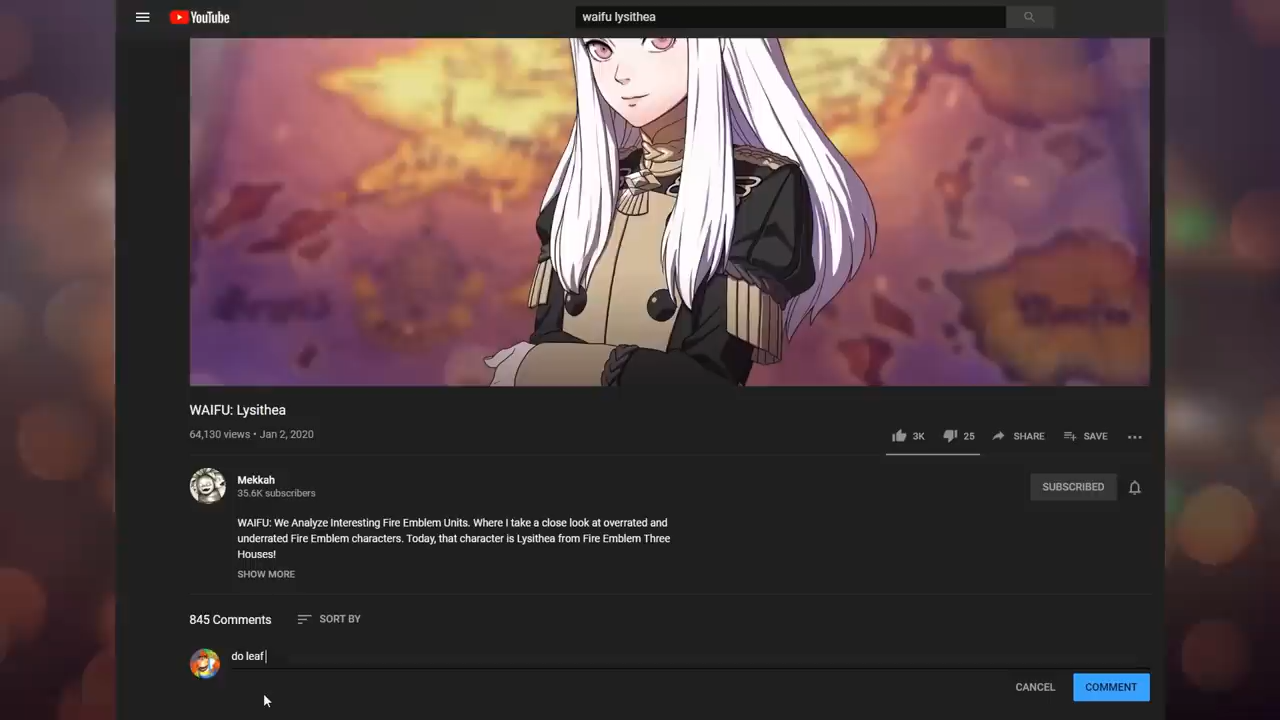 YouTube
waifu lysithea
WAIFU: Lysithea
64,130 views • Jan 2, 2020
3K
25
SHARE
SAVE
Mekkah
35.6K subscribers
SUBSCRIBED
WAIFU: We Analyze Interesting Fire Emblem Units. Where I take a close look at overrated and
underrated Fire Emblem characters. Today, that character is Lysithea from Fire Emblem Three
Houses!
SHOW MORE
845 Comments
SORT BY
do leaf
CANCEL
COMMENT